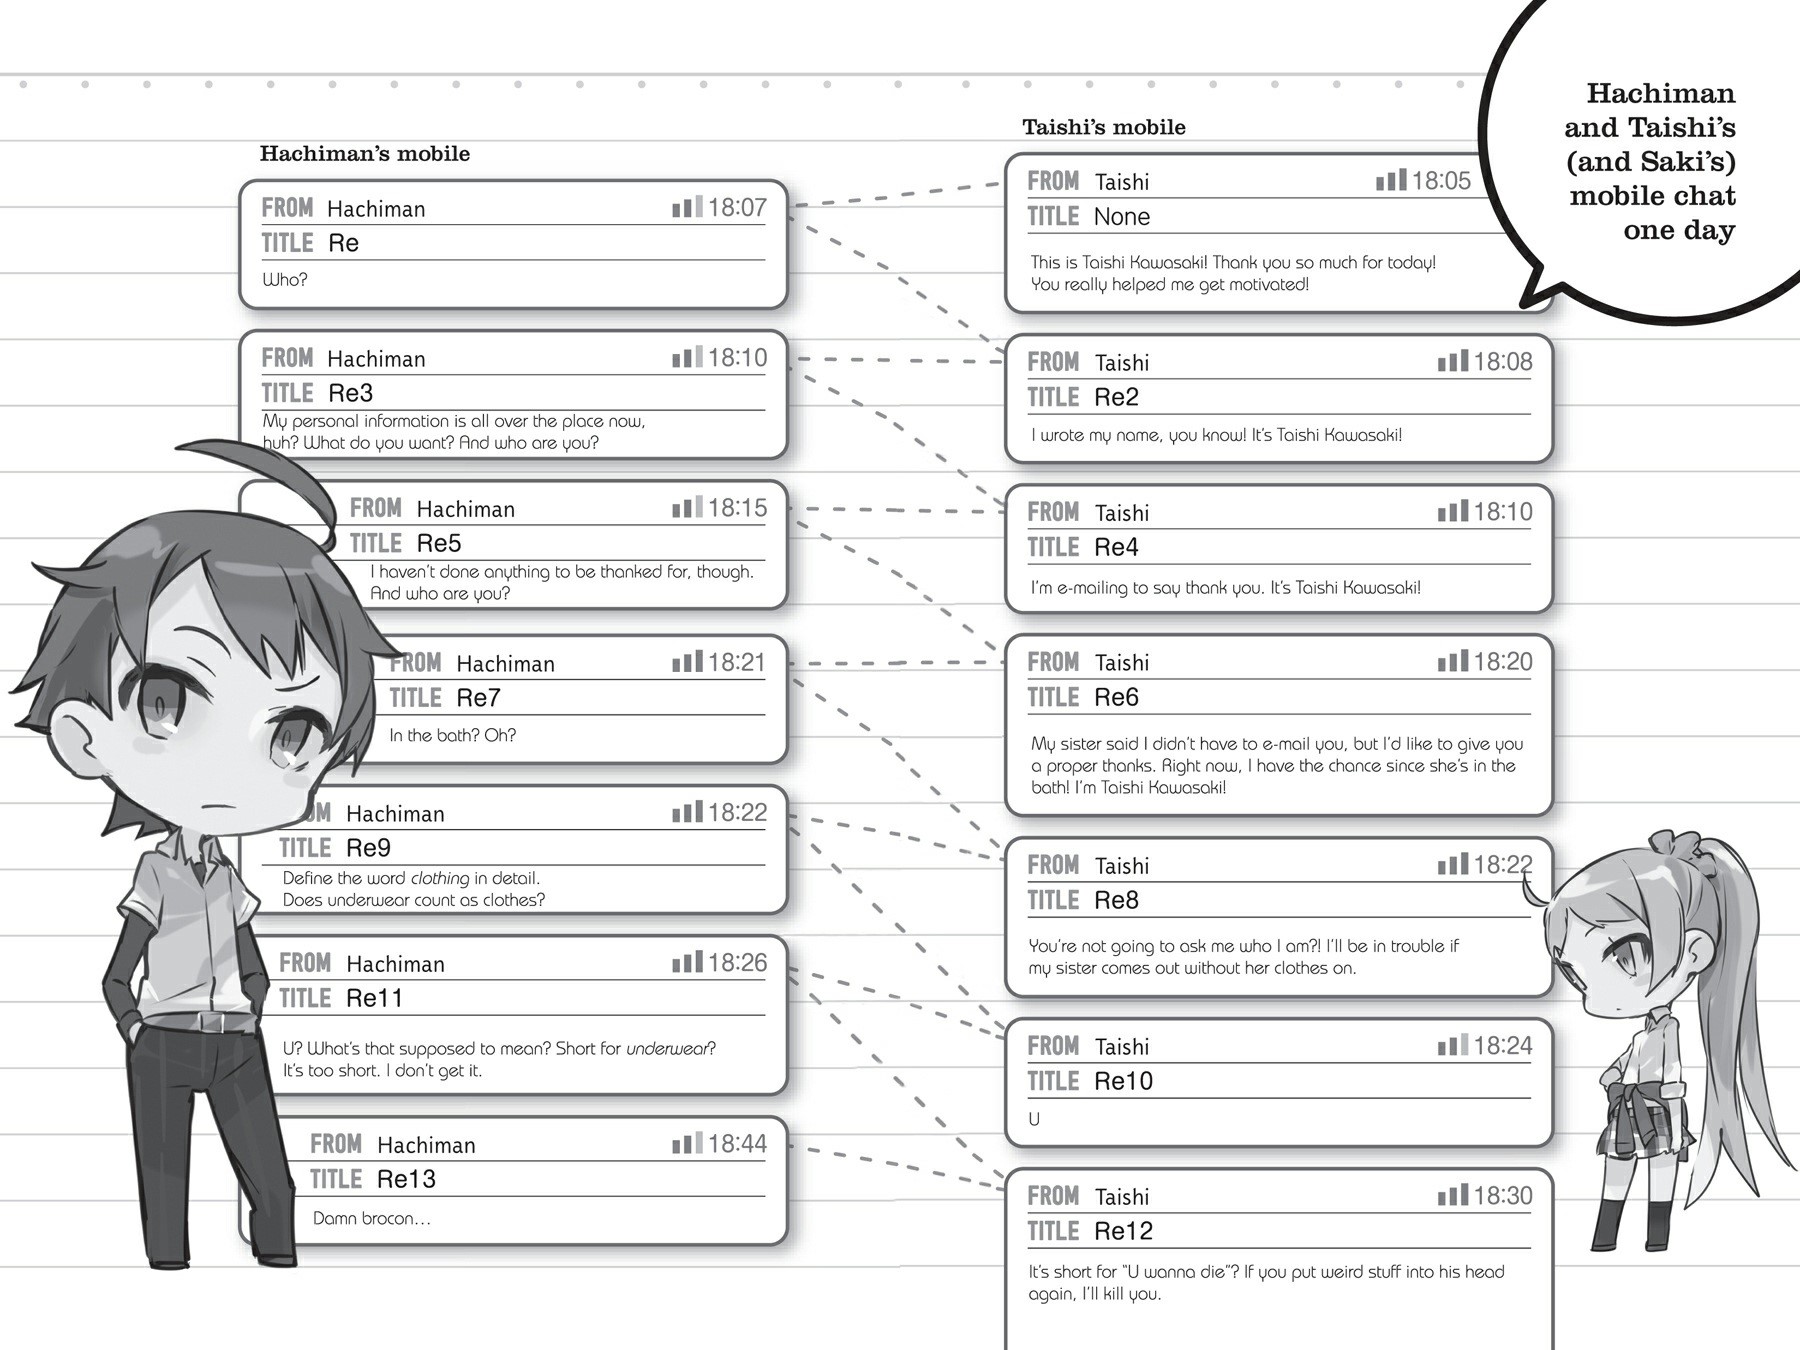 Hachiman
and Taishi's
(and Saki's)
mobile chat
one day
Taishi's mobile
FROM Taishi 18:05
TITLE None
This is Taishi Kawasaki! Thank you so much for today!
You really helped me get motivated!
Hachiman's mobile
FROM Hachiman 18:07
TITLE Re
Who?
FROM Taishi 18:08
TITLE Re2
I wrote my name, you know! It's Taishi Kawasaki!
FROM Hachiman 18:10
TITLE Re3
My personal information is all over the place now,
huh? What do you want? And who are you?
FROM Taishi 18:10
TITLE Re4
I'm e-mailing to say thank you. It's Taishi Kawasaki!
FROM Hachiman 18:15
TITLE Re5
I haven't done anything to be thanked for, though.
And who are you?
FROM Taishi 18:20
TITLE Re6
My sister said I didn't have to e-mail you, but I'd like to give you
a proper thanks. Right now, I have the chance since she's in the
bath! I'm Taishi Kawasaki!
FROM Hachiman 18:21
TITLE Re7
In the bath? Oh?
FROM Taishi 18:22
TITLE Re8
You're not going to ask me who I am?! I'll be in trouble if
my sister comes out without her clothes on.
FROM Hachiman 18:22
TITLE Re9
Define the word clothing in detail.
Does underwear count as clothes?
FROM Taishi 18:24
TITLE Re10
U
FROM Hachiman 18:26
TITLE Re11
U? What's that supposed to mean? Short for underwear?
It's too short. I don't get it.
FROM Taishi 18:30
TITLE Re12
It's short for "U wanna die"? If you put weird stuff into his head
again, I'll kill you.
FROM Hachiman 18:44
TITLE Re13
Damn brocon...